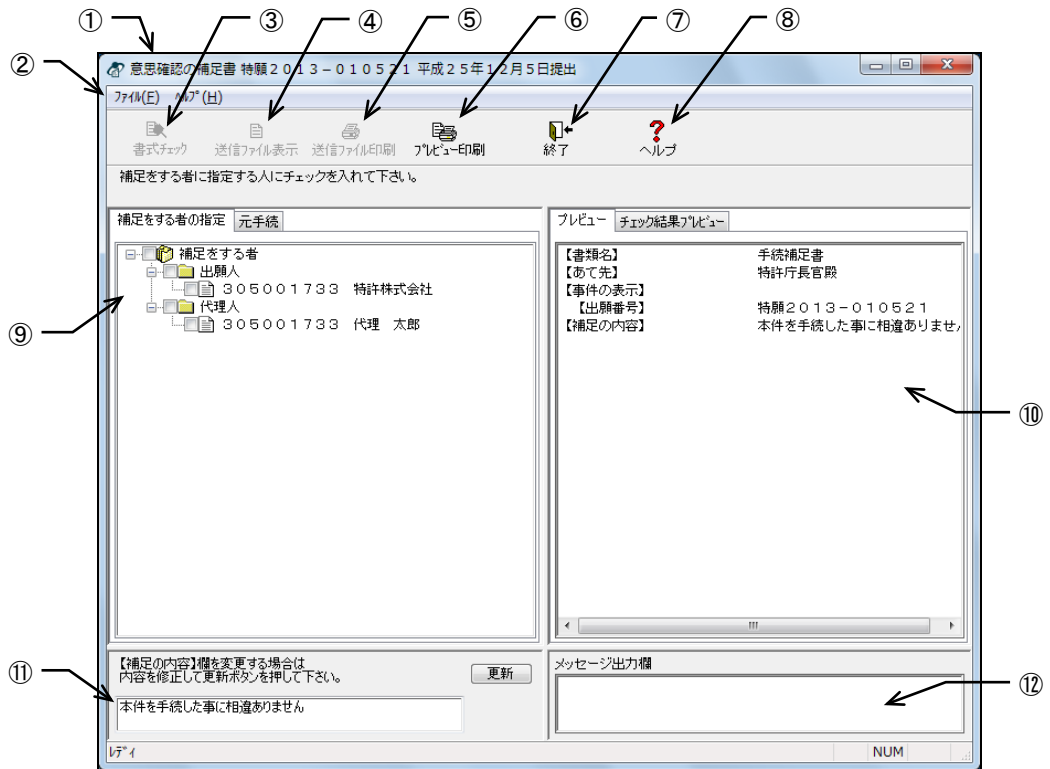 ① ③ ④ ⑤ ⑥ ⑦ ⑧
②
意思確認の補足書 特願２０１３－０１０５２１ 平成２５年１２月５日提出
ﾌｧｲﾙ(F) ﾍﾙﾌﾟ(H)
書式ﾁｪｯｸ 送信ﾌｧｲﾙ表示 送信ﾌｧｲﾙ印刷 ﾌﾟﾚﾋﾞｭｰ印刷 終了 ヘルプ
補足をする者に指定する人にチェックを入れて下さい。
補足をする者の指定 元手続
補足をする者
出願人
３０５００１７３３ 特許株式会社
代理人
３０５００１７３３ 代理 太郎
⑨
プレビュー ﾁｪｯｸ結果ﾌﾟﾚﾋﾞｭｰ
【書類名】 手続補足書
【あて先】 特許庁長官殿
【事件の表示】
【出願番号】 特願２０１３－０１０５２１
【補足の内容】 本件を手続した事に相違ありませ
⑩
【補足の内容】欄を変更する場合は
内容を修正して更新ボタンを押して下さい。
更新
⑪
本件を手続した事に相違ありません
メッセージ出力欄
⑫
ﾚﾃﾞｨ NUM